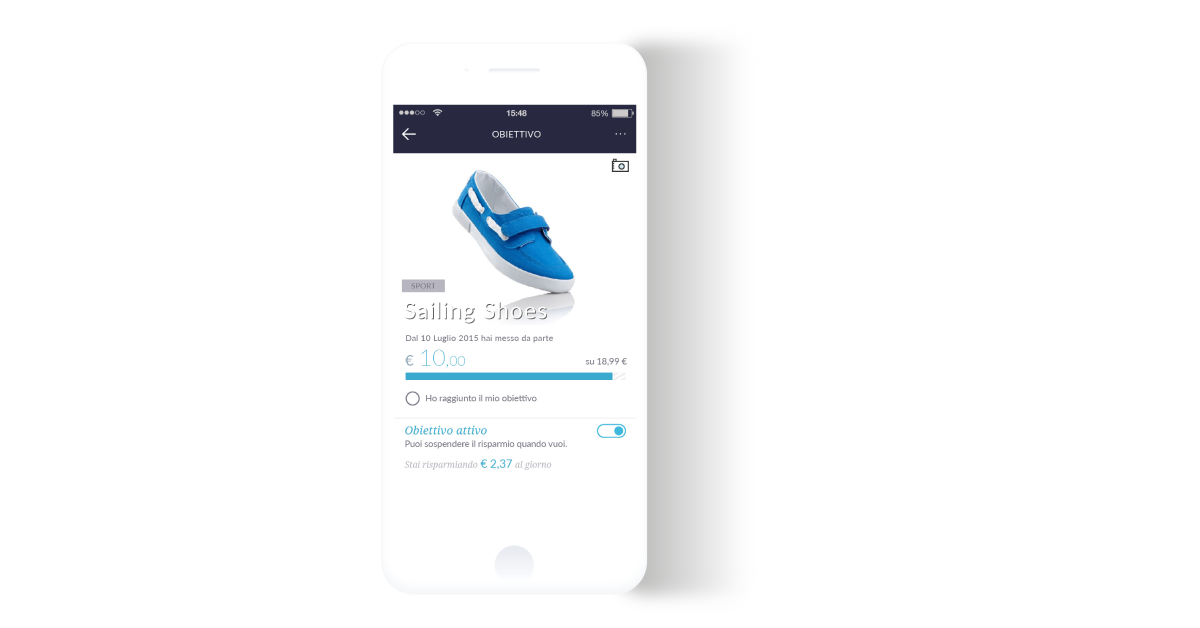 15:48
85%
OBIETTIVO
SPORT
Sailing Shoes
Dal 10 Luglio 2015 hai messo da parte
€ 10,00
su 18,99 €
Ho raggiunto il mio obiettivo
Obiettivo attivo
Puoi sospendere il risparmio quando vuoi.
Stai risparmiando € 2,37 al giorno